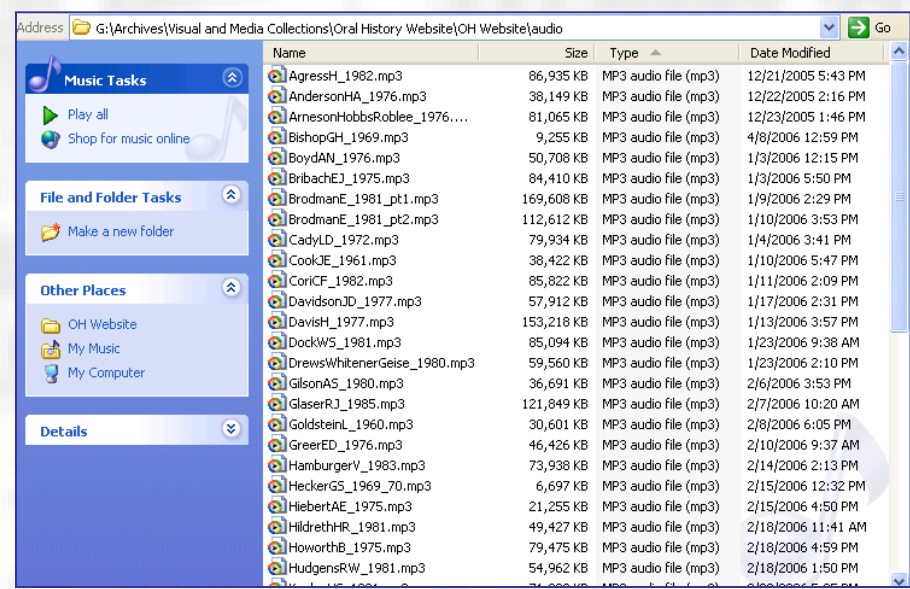 Address G:\Archives\Visual and Media Collections\Oral History Website\OH Website\audio Go
Music Tasks
Play all
Shop for music online
File and Folder Tasks
Make a new folder
Other Places
OH Website
My Music
My Computer
Details
Name Size Type Date Modified
AgressH_1982.mp3 86,935 KB MP3 audio file (mp3) 12/21/2005 5:43 PM
AndersonHA_1976.mp3 38,149 KB MP3 audio file (mp3) 12/22/2005 2:16 PM
ArnesonHobbsRoblee_1976.... 81,065 KB MP3 audio file (mp3) 12/23/2005 1:46 PM
BishopGH_1969.mp3 9,255 KB MP3 audio file (mp3) 4/8/2006 12:59 PM
BoydAN_1976.mp3 50,708 KB MP3 audio file (mp3) 1/3/2006 12:15 PM
BribachEJ_1975.mp3 84,410 KB MP3 audio file (mp3) 1/3/2006 5:50 PM
BrodmanE_1981_pt1.mp3 169,608 KB MP3 audio file (mp3) 1/9/2006 2:29 PM
BrodmanE_1981_pt2.mp3 112,612 KB MP3 audio file (mp3) 1/10/2006 3:53 PM
CadyLD_1972.mp3 79,934 KB MP3 audio file (mp3) 1/4/2006 3:41 PM
CookJE_1961.mp3 38,422 KB MP3 audio file (mp3) 1/10/2006 5:47 PM
CoriCF_1982.mp3 85,822 KB MP3 audio file (mp3) 1/11/2006 2:09 PM
DavidsonJD_1977.mp3 57,912 KB MP3 audio file (mp3) 1/17/2006 2:31 PM
DavisH_1977.mp3 153,218 KB MP3 audio file (mp3) 1/13/2006 3:57 PM
DockWS_1981.mp3 85,094 KB MP3 audio file (mp3) 1/23/2006 9:38 AM
DrewsWhitenerGeise_1980.mp3 59,560 KB MP3 audio file (mp3) 1/23/2006 2:10 PM
GilsonAS_1980.mp3 36,691 KB MP3 audio file (mp3) 2/6/2006 3:53 PM
GlaserRJ_1985.mp3 121,849 KB MP3 audio file (mp3) 2/7/2006 10:20 AM
GoldsteinL_1960.mp3 30,601 KB MP3 audio file (mp3) 2/8/2006 6:05 PM
GreerED_1976.mp3 46,426 KB MP3 audio file (mp3) 2/10/2006 9:37 AM
HamburgerV_1983.mp3 73,938 KB MP3 audio file (mp3) 2/14/2006 2:13 PM
HeckerGS_1969_70.mp3 6,697 KB MP3 audio file (mp3) 2/15/2006 12:32 PM
HiebertAE_1975.mp3 21,255 KB MP3 audio file (mp3) 2/15/2006 4:50 PM
HildrethHR_1981.mp3 49,427 KB MP3 audio file (mp3) 2/18/2006 11:41 AM
HoworthB_1975.mp3 79,475 KB MP3 audio file (mp3) 2/18/2006 4:59 PM
HudgensRW_1981.mp3 54,962 KB MP3 audio file (mp3) 2/18/2006 1:50 PM